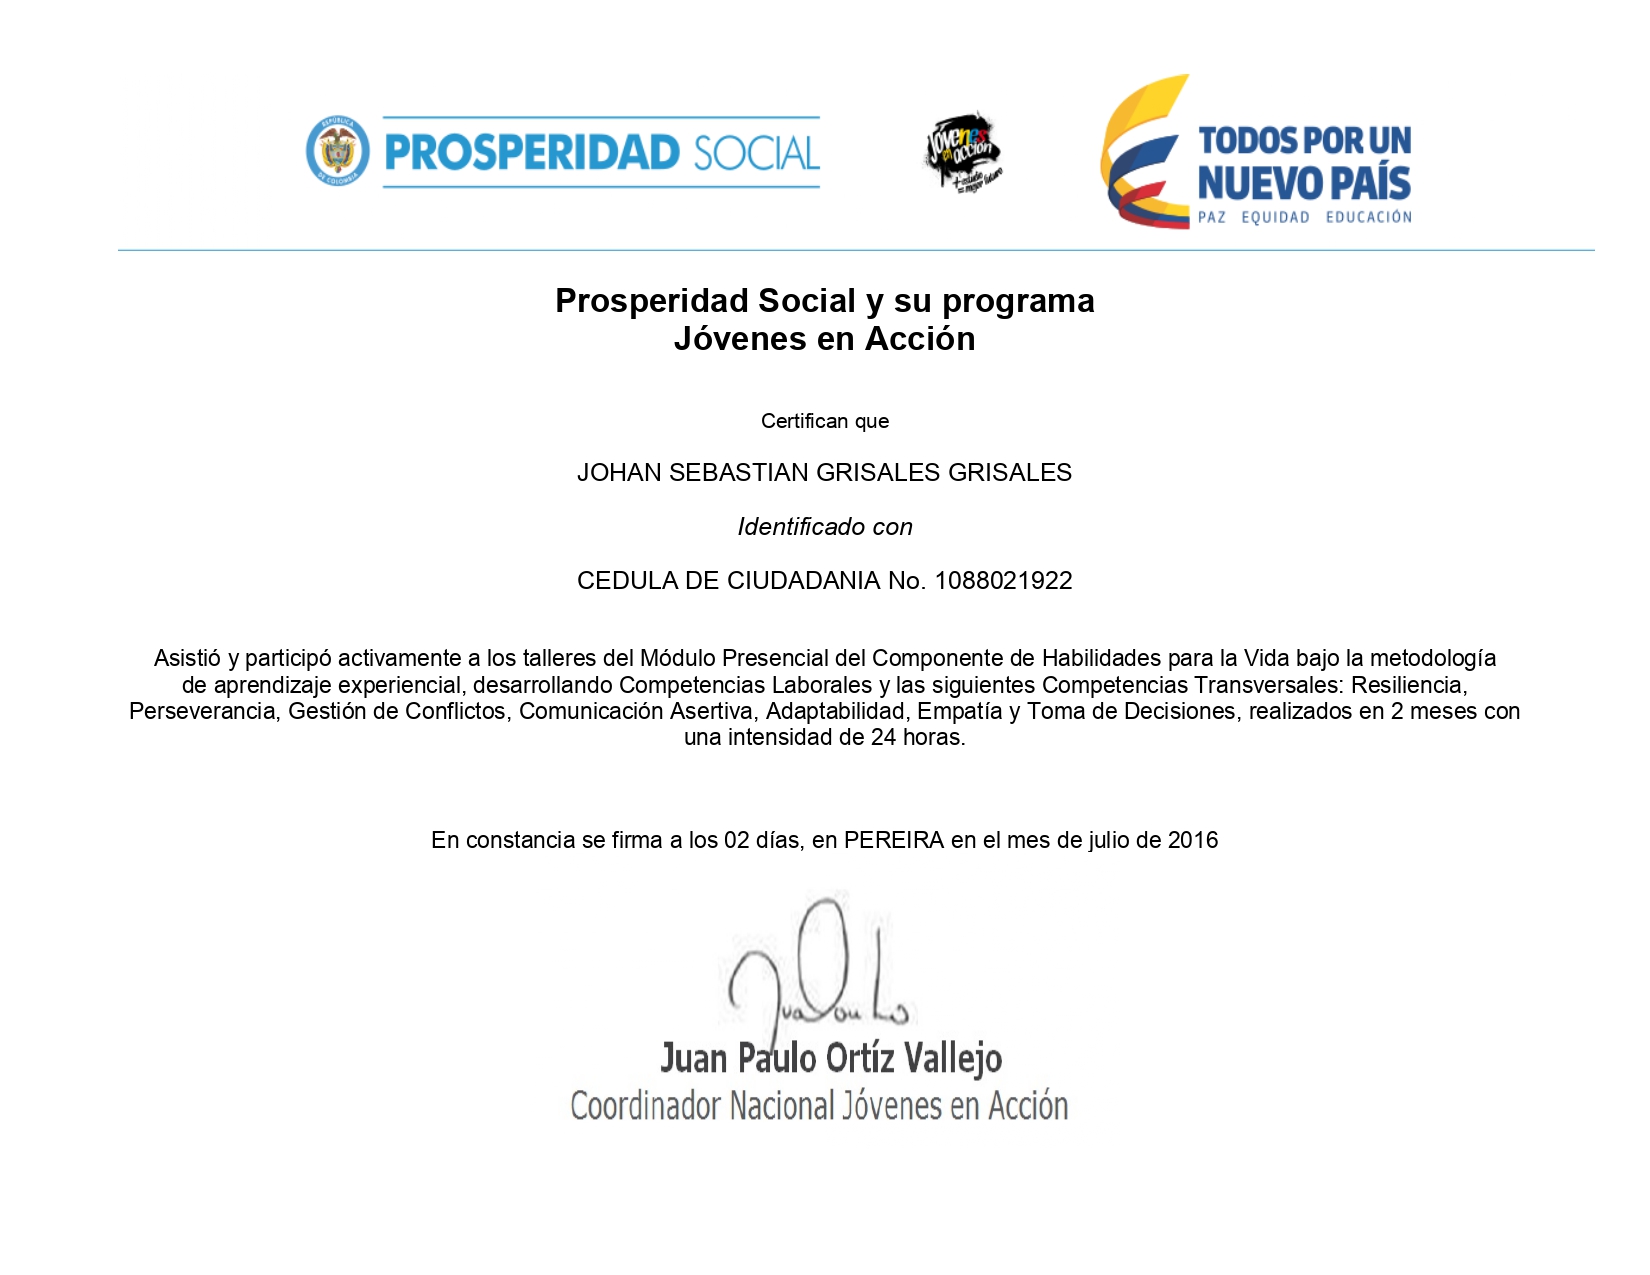 REPÚBLICA
DE COLOMBIA
PROSPERIDAD SOCIAL
Jóvenes
en acción
+ estudio
= mejor futuro
TODOS POR UN
NUEVO PAÍS
PAZ EQUIDAD EDUCACIÓN
Prosperidad Social y su programa
Jóvenes en Acción
Certifican que
JOHAN SEBASTIAN GRISALES GRISALES
Identificado con
CEDULA DE CIUDADANIA No. 1088021922
Asistió y participó activamente a los talleres del Módulo Presencial del Componente de Habilidades para la Vida bajo la metodología
de aprendizaje experiencial, desarrollando Competencias Laborales y las siguientes Competencias Transversales: Resiliencia,
Perseverancia, Gestión de Conflictos, Comunicación Asertiva, Adaptabilidad, Empatía y Toma de Decisiones, realizados en 2 meses con
una intensidad de 24 horas.
En constancia se firma a los 02 días, en PEREIRA en el mes de julio de 2016
Juan Paulo Ortíz Vallejo
Coordinador Nacional Jóvenes en Acción